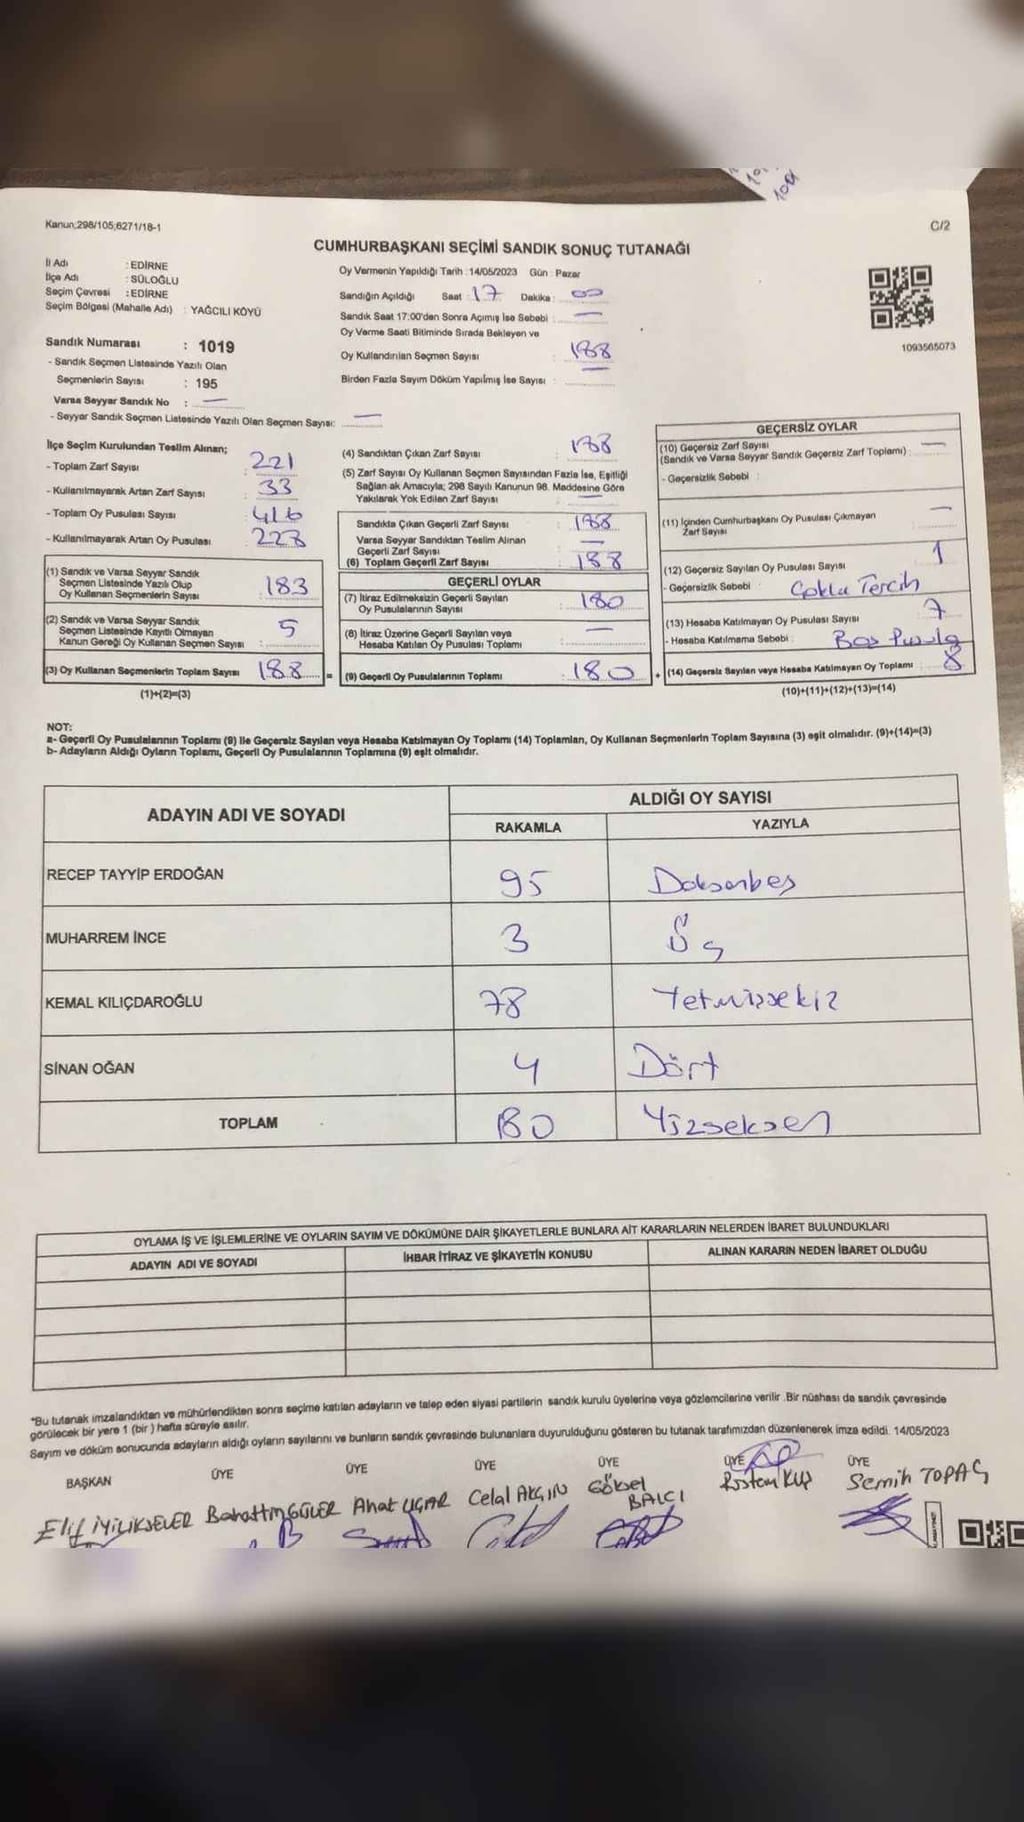 Kanun;298/105;6271/18-1
C/2
CUMHURBAŞKANI SEÇİMİ SANDIK SONUÇ TUTANAĞI
İl Adı : EDİRNE
İlçe Adı : SÜLOĞLU
Seçim Çevresi : EDİRNE
Seçim Bölgesi (Mahalle Adı) : YAĞCILI KÖYÜ
Sandık Numarası : 1019
- Sandık Seçmen Listesinde Yazılı Olan
Seçmenlerin Sayısı : 195
Varsa Seyyar Sandık No : —
- Seyyar Sandık Seçmen Listesinde Yazılı Olan Seçmen Sayısı: —
Oy Vermenin Yapıldığı Tarih : 14/05/2023 Gün : Pazar
Sandığın Açıldığı Saat : 17 Dakika : 00
Sandık Saat 17:00'dan Sonra Açımış İse Sebebi : —
Oy Verme Saati Bitiminde Sırada Bekleyen ve
Oy Kullandırılan Seçmen Sayısı : 188
Birden Fazla Sayım Döküm Yapılmış İse Sayısı :
1093565073
İlçe Seçim Kurulundan Teslim Alınan;
- Toplam Zarf Sayısı : 221
- Kullanılmayarak Artan Zarf Sayısı : 33
- Toplam Oy Pusulası Sayısı : 416
- Kullanılmayarak Artan Oy Pusulası : 228
(1) Sandık ve Varsa Seyyar Sandık
Seçmen Listesinde Yazılı Olup
Oy Kullanan Seçmenlerin Sayısı : 183
(2) Sandık ve Varsa Seyyar Sandık
Seçmen Listesinde Kayıtlı Olmayan
Kanun Gereği Oy Kullanan Seçmen Sayısı : 5
(3) Oy Kullanan Seçmenlerin Toplam Sayısı : 188 =
(1)+(2)=(3)
(4) Sandıktan Çıkan Zarf Sayısı : 188
(5) Zarf Sayısı Oy Kullanan Seçmen Sayısından Fazla İse, Eşitliği
Sağlamak Amacıyla; 298 Sayılı Kanunun 98. Maddesine Göre
Yakılarak Yok Edilen Zarf Sayısı : —
Sandıkta Çıkan Geçerli Zarf Sayısı : 188
Varsa Seyyar Sandıktan Teslim Alınan
Geçerli Zarf Sayısı : —
(6) Toplam Geçerli Zarf Sayısı : 188
GEÇERLİ OYLAR
(7) İtiraz Edilmeksizin Geçerli Sayılan
Oy Pusulalarının Sayısı : 180
(8) İtiraz Üzerine Geçerli Sayılan veya
Hesaba Katılan Oy Pusulası Toplamı : —
(9) Geçerli Oy Pusulalarının Toplamı : 180 +
GEÇERSİZ OYLAR
(10) Geçersiz Zarf Sayısı
(Sandık ve Varsa Seyyar Sandık Geçersiz Zarf Toplamı) : —
- Geçersizlik Sebebi :
(11) İçinden Cumhurbaşkanı Oy Pusulası Çıkmayan
Zarf Sayısı —
(12) Geçersiz Sayılan Oy Pusulası Sayısı : 1
- Geçersizlik Sebebi : Çoklu Tercih
(13) Hesaba Katılmayan Oy Pusulası Sayısı : 7
- Hesaba Katılmama Sebebi : Boş Pusula
(14) Geçersiz Sayılan veya Hesaba Katılmayan Oy Toplamı : 8
(10)+(11)+(12)+(13)=(14)
NOT:
a- Geçerli Oy Pusulalarının Toplamı (9) ile Geçersiz Sayılan veya Hesaba Katılmayan Oy Toplamı (14) Toplamları, Oy Kullanan Seçmenlerin Toplam Sayısına (3) eşit olmalıdır. (9)+(14)=(3)
b- Adayların Aldığı Oyların Toplamı, Geçerli Oy Pusulalarının Toplamına (9) eşit olmalıdır.
ADAYIN ADI VE SOYADI
ALDIĞI OY SAYISI
RAKAMLA YAZIYLA
RECEP TAYYİP ERDOĞAN 95 Doksanbeş
MUHARREM İNCE 3 Üç
KEMAL KILIÇDAROĞLU 78 Yetmişsekiz
SİNAN OĞAN 4 Dört
TOPLAM 180 Yüzseksen
OYLAMA İŞ VE İŞLEMLERİNE VE OYLARIN SAYIM VE DÖKÜMÜNE DAİR ŞİKAYETLERLE BUNLARA AİT KARARLARIN NELERDEN İBARET BULUNDUKLARI
ADAYIN ADI VE SOYADI İHBAR İTİRAZ VE ŞİKAYETİN KONUSU ALINAN KARARIN NEDEN İBARET OLDUĞU
*Bu tutanak imzalandıktan ve mühürlendikten sonra seçime katılan adayların ve talep eden siyasi partilerin sandık kurulu üyelerine veya gözlemcilerine verilir .Bir nüshası da sandık çevresinde
görülecek bir yere 1 (bir ) hafta süreyle asılır.
Sayım ve döküm sonucunda adayların aldığı oyların sayılarını ve bunların sandık çevresinde bulunanlara duyurulduğunu gösteren bu tutanak tarafımızdan düzenlenerek imza edildi. 14/05/2023
BAŞKAN ÜYE ÜYE ÜYE ÜYE ÜYE ÜYE
Elif İYİLİKSEVER Bahattin GÜLER Ahat UÇAR Celal AKGÜN Göksel BALCI Rüstem KUŞ Semih TOPAÇ